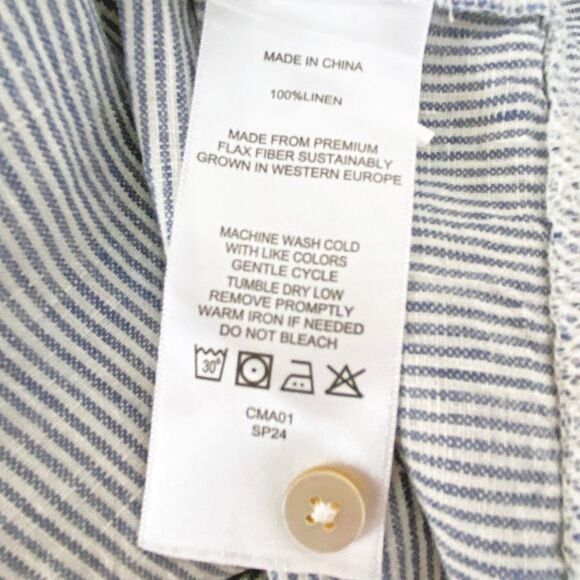 MADE IN CHINA
100%LINEN
MADE FROM PREMIUM
FLAX FIBER SUSTAINABLY
GROWN IN WESTERN EUROPE
MACHINE WASH COLD
WITH LIKE COLORS
GENTLE CYCLE
TUMBLE DRY LOW
REMOVE PROMPTLY
WARM IRON IF NEEDED
DO NOT BLEACH
30°
CMA01
SP24